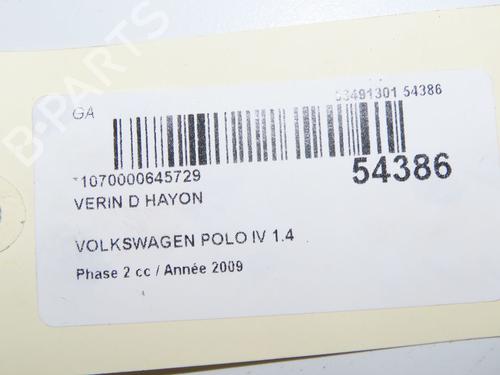 GA
53491301 54386
*1070000645729
54386
VERIN D HAYON
VOLKSWAGEN POLO IV 1.4
Phase 2 cc / Année 2009
B-PARTS